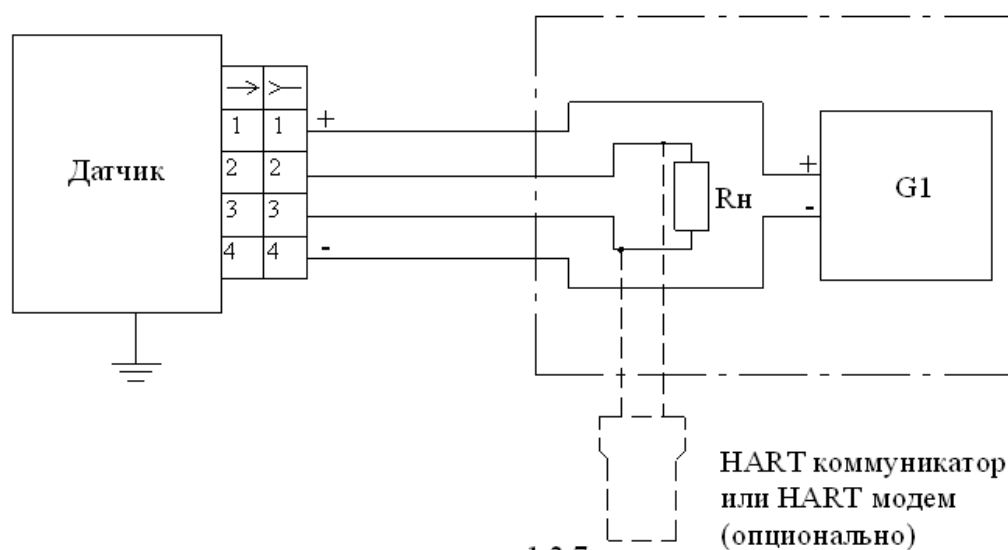 Датчик
1 1 +
2 2
3 3
4 4 -
Rн
+
-
G1
HART коммуникатор
или HART модем
(опционально)